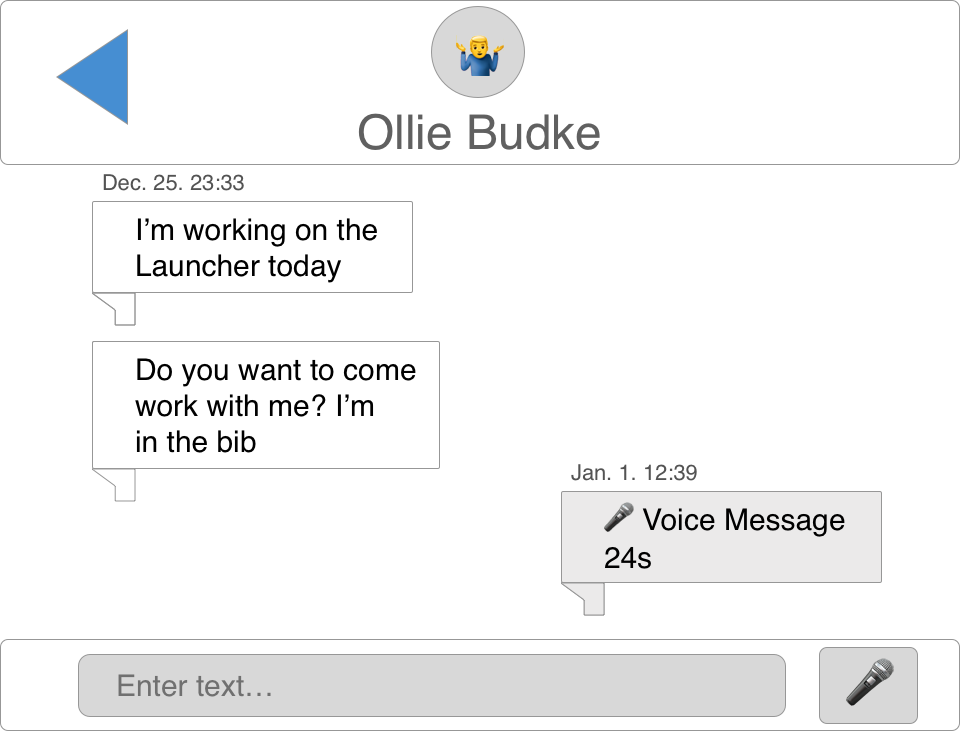 Ollie Budke
Dec. 25. 23:33
I’m working on the
Launcher today
Do you want to come
work with me? I’m
in the bib
Jan. 1. 12:39
Voice Message
24s
Enter text…